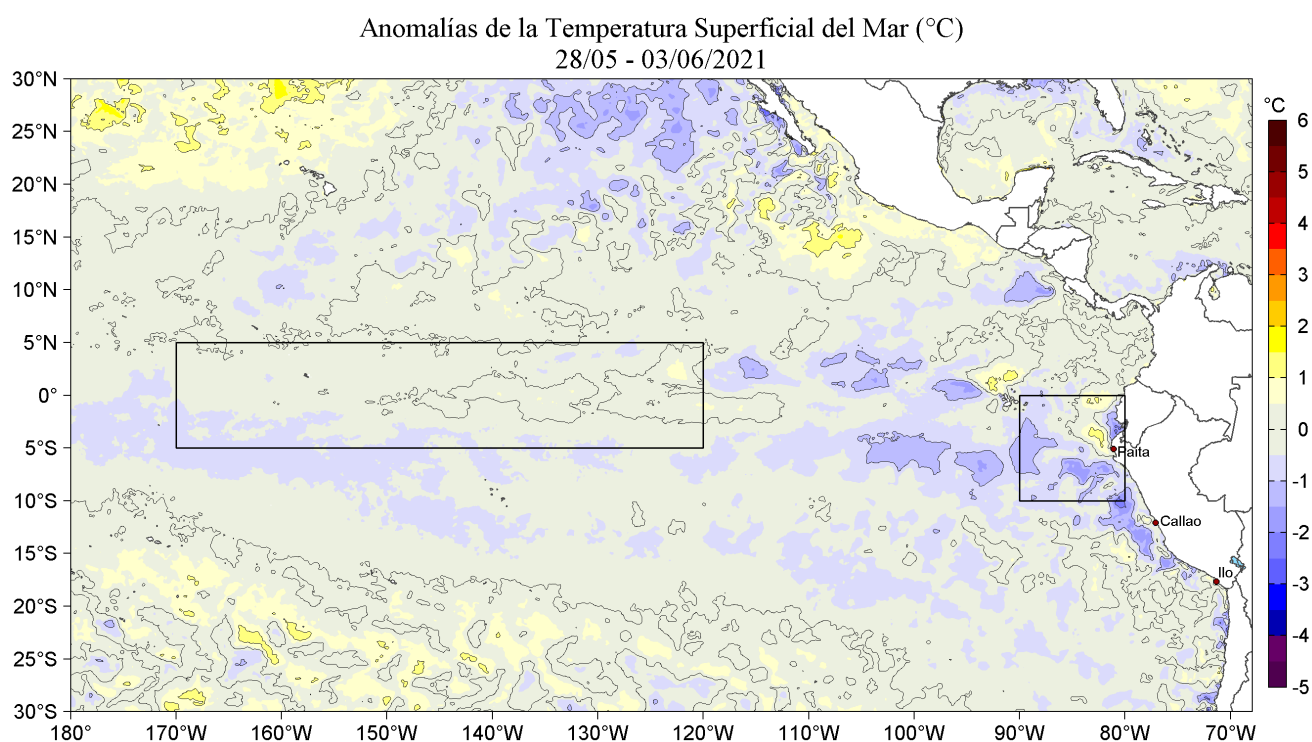 Anomalías de la Temperatura Superficial del Mar (°C)
28/05 - 03/06/2021
°C
30°N
25°N
20°N
15°N
10°N
5°N
0°
5°S
10°S
15°S
20°S
25°S
30°S
180°
170°W
160°W
150°W
140°W
130°W
120°W
110°W
100°W
90°W
80°W
70°W
Paita
Callao
Ilo
6
5
4
3
2
1
0
-1
-2
-3
-4
-5